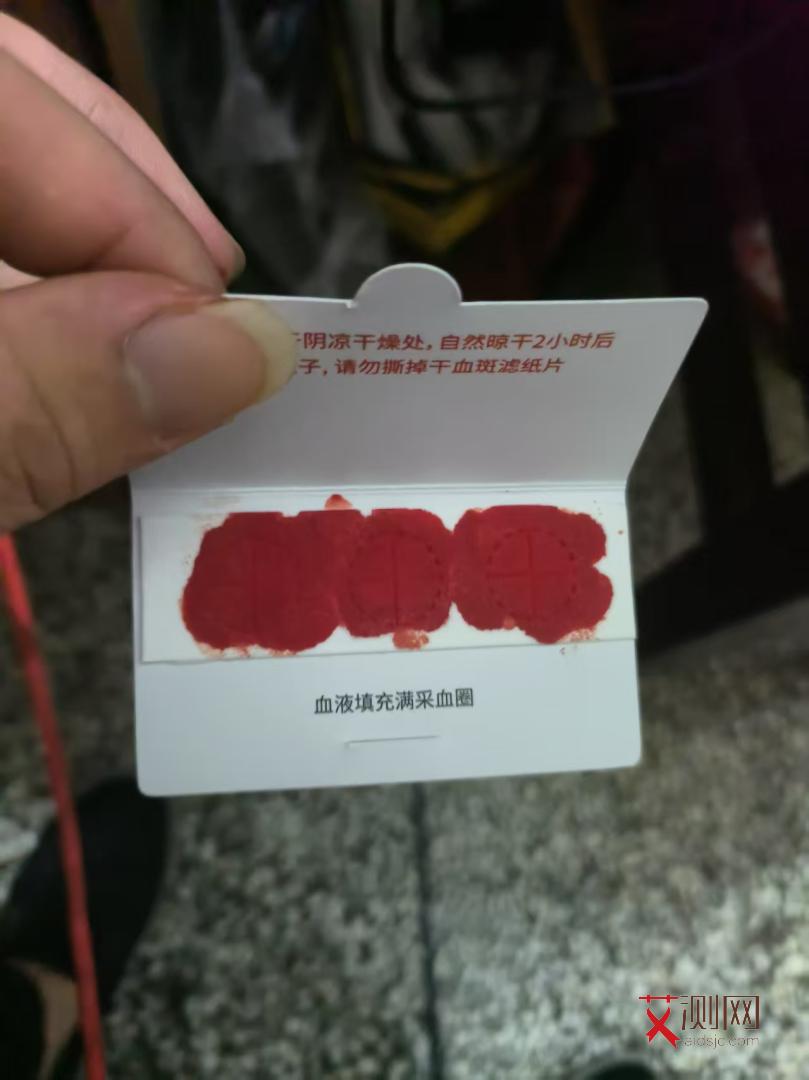 阴凉干燥处，自然晾干2小时后
子，请勿撕掉干血斑滤纸片
血液填充满采血圈
艾测网
aidsjc.com